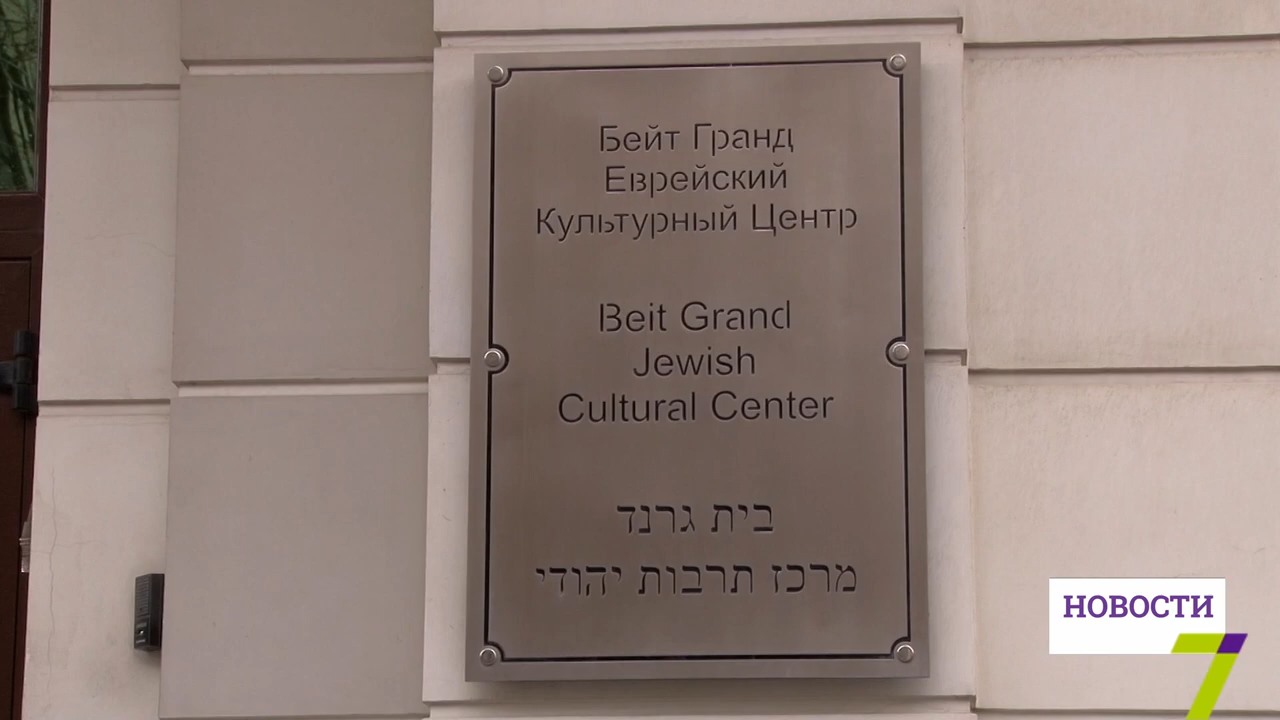 Бейт Гранд
Еврейский
Культурный Центр
Beit Grand
Jewish
Cultural Center
בית גרנד
מרכז תרבות יהודי
НОВОСТИ
7